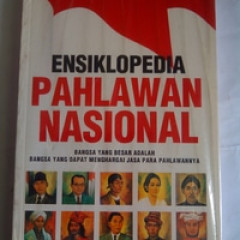 ENSIKLOPEDIA
PAHLAWAN
NASIONAL
BANGSA YANG BESAR ADALAH
BANGSA YANG DAPAT MENGHARGAI JASA PARA PAHLAWANNYA